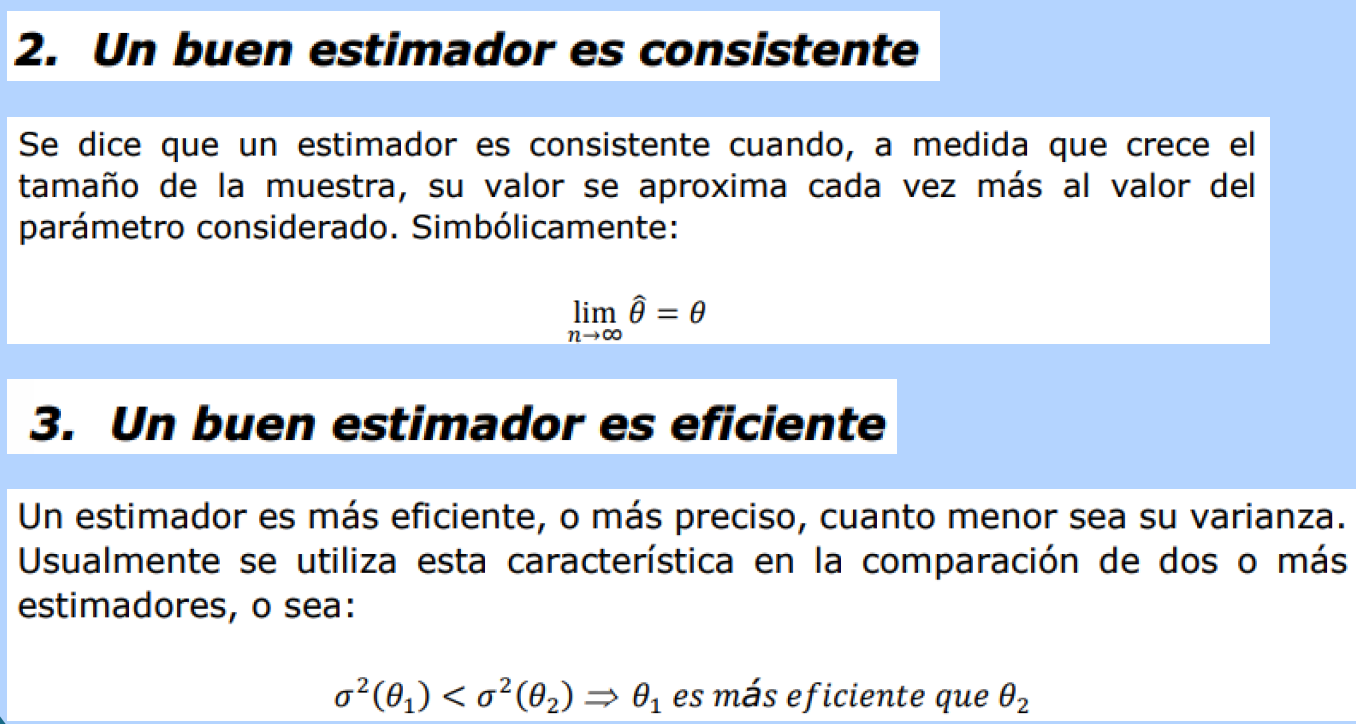 2. Un buen estimador es consistente
Se dice que un estimador es consistente cuando, a medida que crece el
tamaño de la muestra, su valor se aproxima cada vez más al valor del
parámetro considerado. Simbólicamente:
lim θ̂ = θ
n→∞
3. Un buen estimador es eficiente
Un estimador es más eficiente, o más preciso, cuanto menor sea su varianza.
Usualmente se utiliza esta característica en la comparación de dos o más
estimadores, o sea:
σ²(θ₁) < σ²(θ₂) ⇒ θ₁ es más eficiente que θ₂